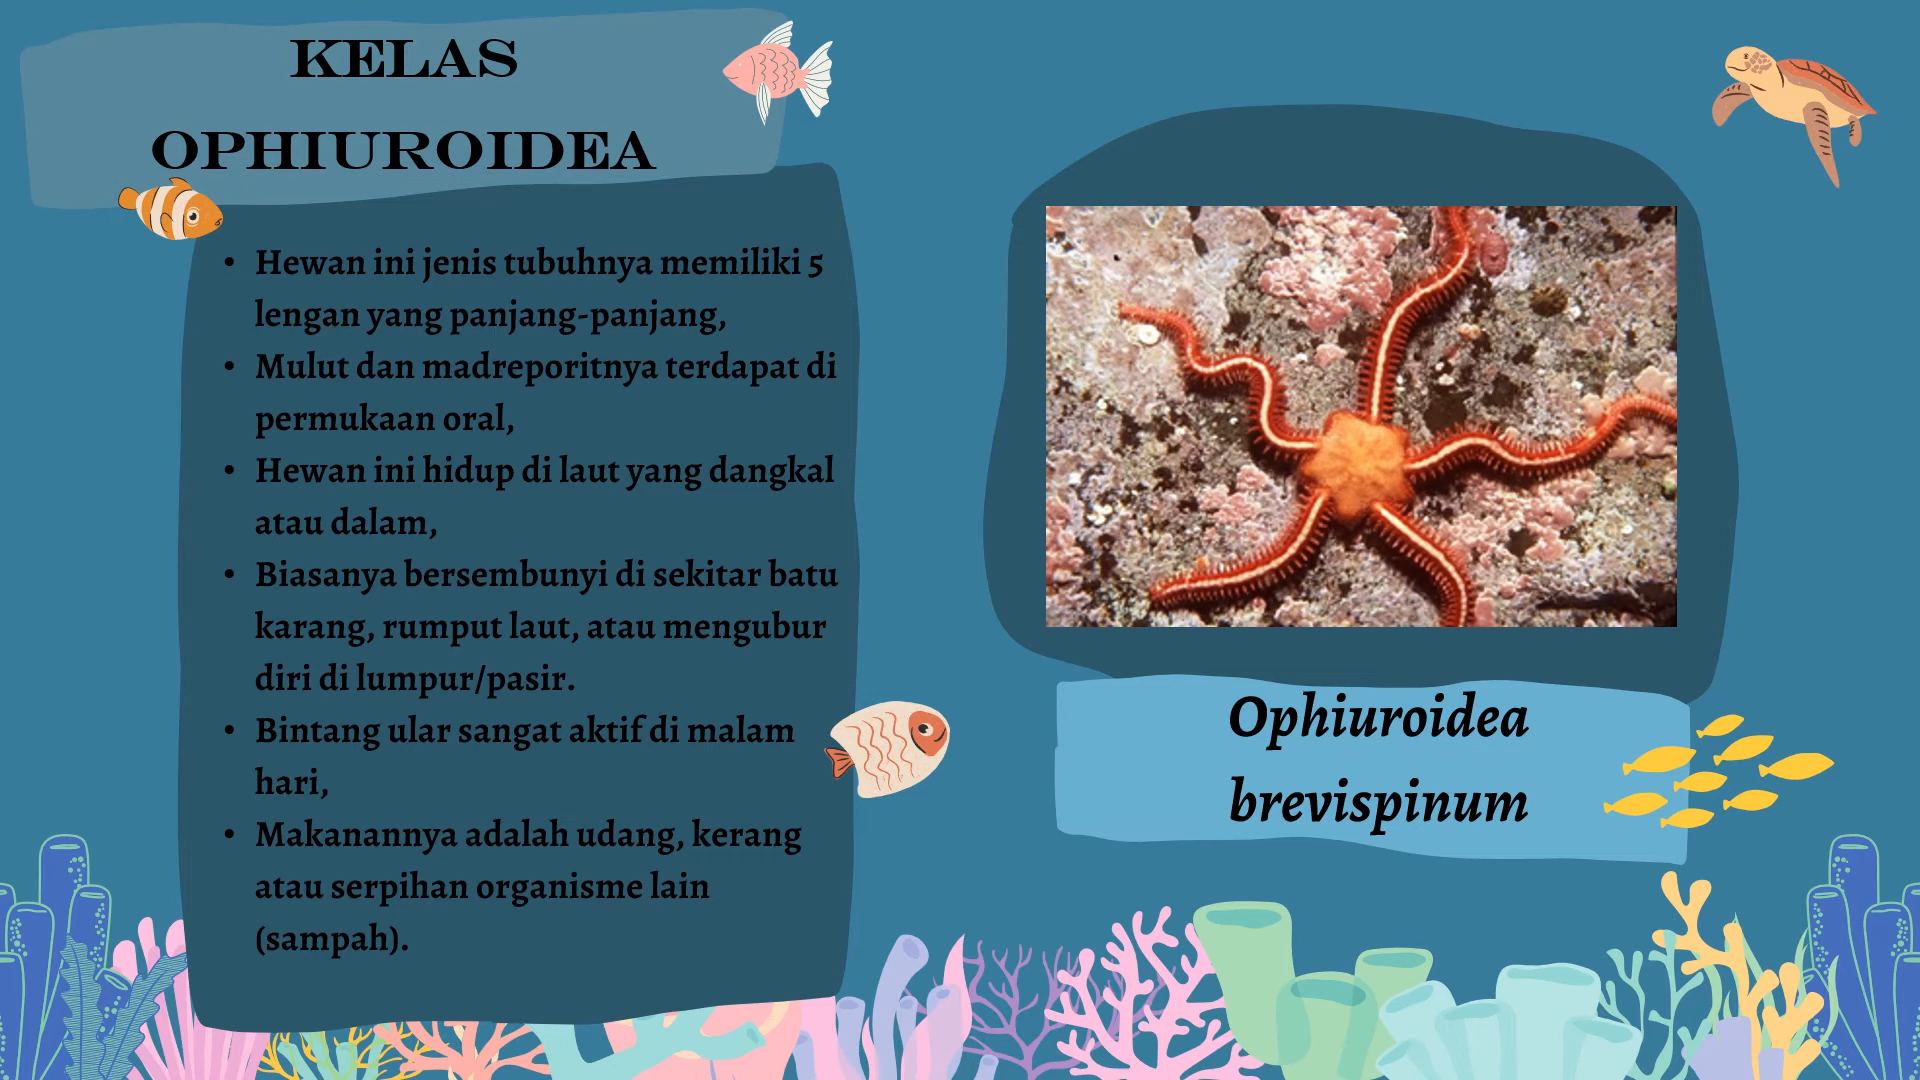 KELAS
OPHIUROIDEA
• Hewan ini jenis tubuhnya memiliki 5
lengan yang panjang-panjang,
• Mulut dan madreporitnya terdapat di
permukaan oral,
• Hewan ini hidup di laut yang dangkal
atau dalam,
• Biasanya bersembunyi di sekitar batu
karang, rumput laut, atau mengubur
diri di lumpur/pasir.
• Bintang ular sangat aktif di malam
hari,
• Makanannya adalah udang, kerang
atau serpihan organisme lain
(sampah).
Ophiuroidea
brevispinum